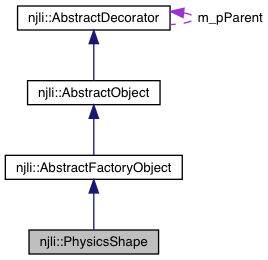 njli::AbstractDecorator
m_pParent
njli::AbstractObject
njli::AbstractFactoryObject
njli::PhysicsShape